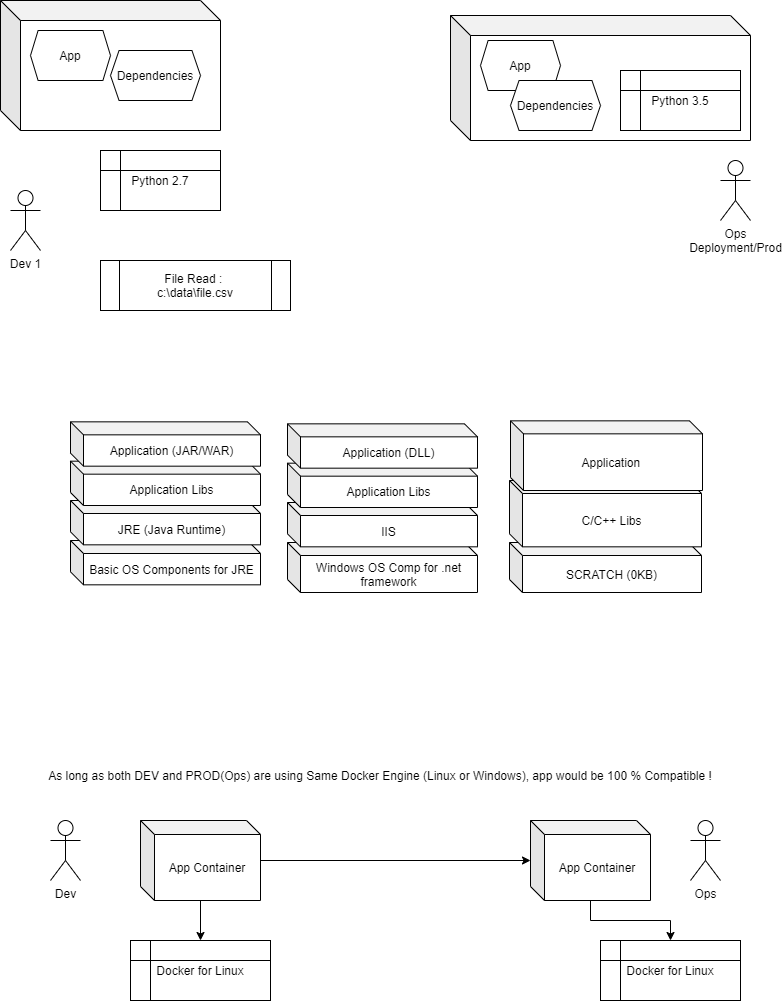 App
Dependencies
App
Dependencies
Python 3.5
Python 2.7
Dev 1
Ops
Deployment/Prod
File Read :
c:\data\file.csv
Application (JAR/WAR)
Application Libs
JRE (Java Runtime)
Basic OS Components for JRE
Application (DLL)
Application Libs
IIS
Windows OS Comp for .net
framework
Application
C/C++ Libs
SCRATCH (0KB)
As long as both DEV and PROD(Ops) are using Same Docker Engine (Linux or Windows), app would be 100 % Compatible !
Dev
App Container
App Container
Ops
Docker for Linux
Docker for Linux